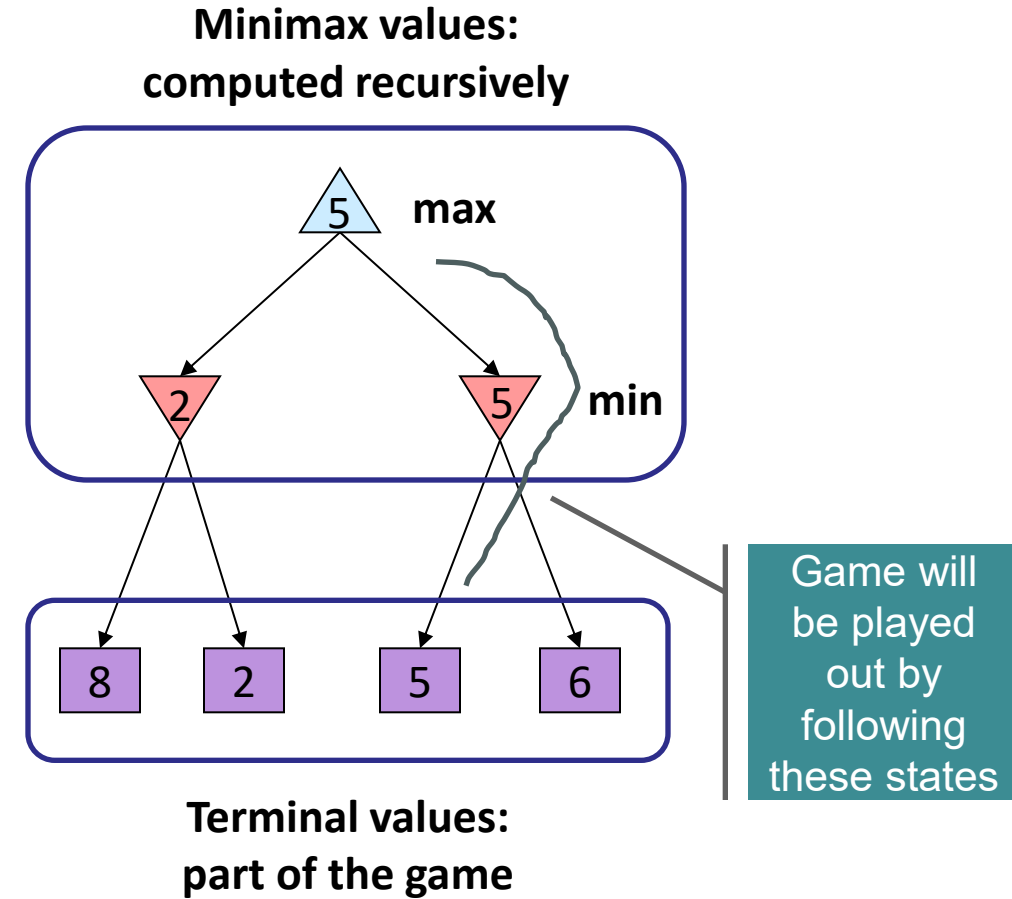 Minimax values:
computed recursively
5
max
2
5
min
8
2
5
6
Game will
be played
out by
following
these states
Terminal values:
part of the game